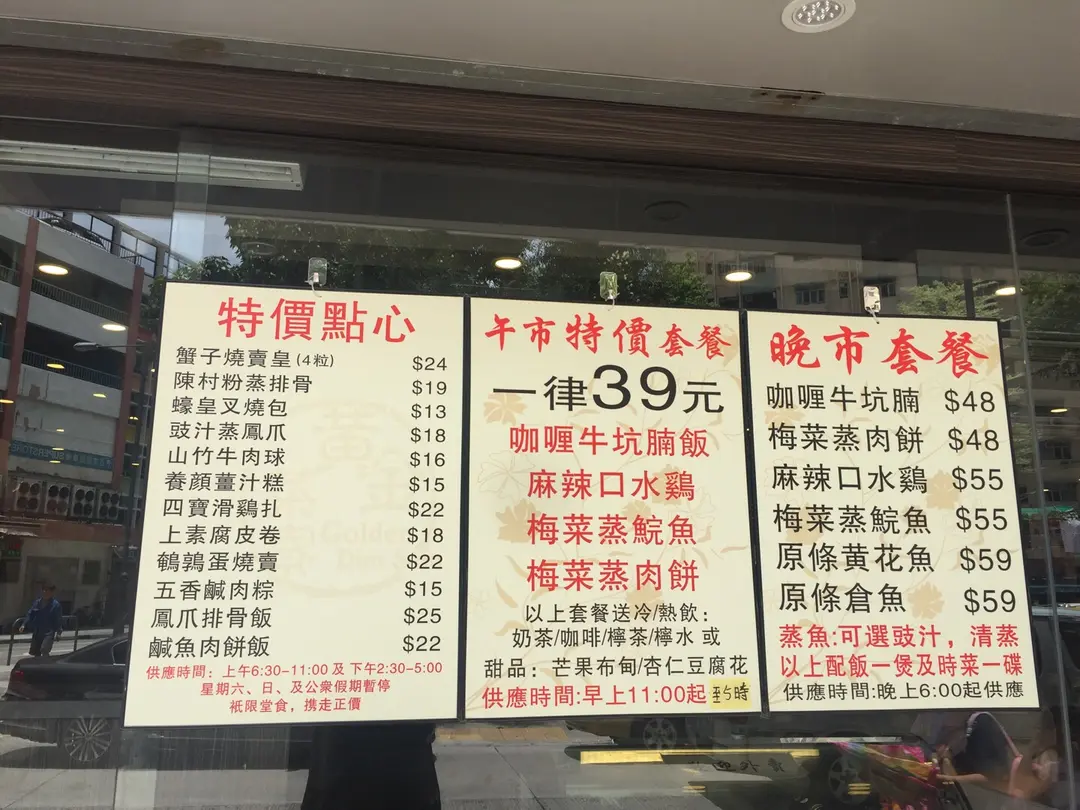 特價點心
蟹子燒賣皇(4粒) $24
陳村粉蒸排骨 $19
蠔皇叉燒包 $13
豉汁蒸鳳爪 $18
山竹牛肉球 $16
養顏薑汁糕 $15
四寶滑鷄扎 $22
上素腐皮卷 $18
鵪鶉蛋燒賣 $22
五香鹹肉粽 $15
鳳爪排骨飯 $25
鹹魚肉餅飯 $22
供應時間：上午6:30-11:00 及 下午2:30-5:00
星期六、日、及公衆假期暫停
祇限堂食，携走正價
午市特價套餐
一律39元
咖喱牛坑腩飯
麻辣口水鷄
梅菜蒸鯇魚
梅菜蒸肉餅
以上套餐送冷/熱飲：
奶茶/咖啡/檸茶/檸水 或
甜品：芒果布甸/杏仁豆腐花
供應時間:早上11:00起至5時
晚市套餐
咖喱牛坑腩 $48
梅菜蒸肉餅 $48
麻辣口水鷄 $55
梅菜蒸鯇魚 $55
原條黄花魚 $59
原條倉魚 $59
蒸魚:可選豉汁，清蒸
以上配飯一煲及時菜一碟
供應時間:晚上6:00起供應